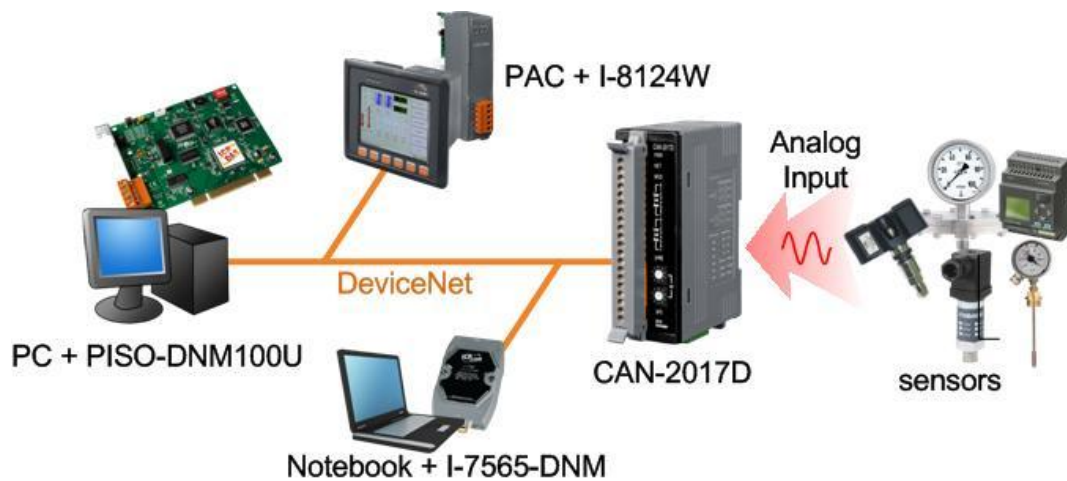 PAC + I-8124W
Analog
Input
DeviceNet
PC + PISO-DNM100U
CAN-2017D
sensors
Notebook + I-7565-DNM